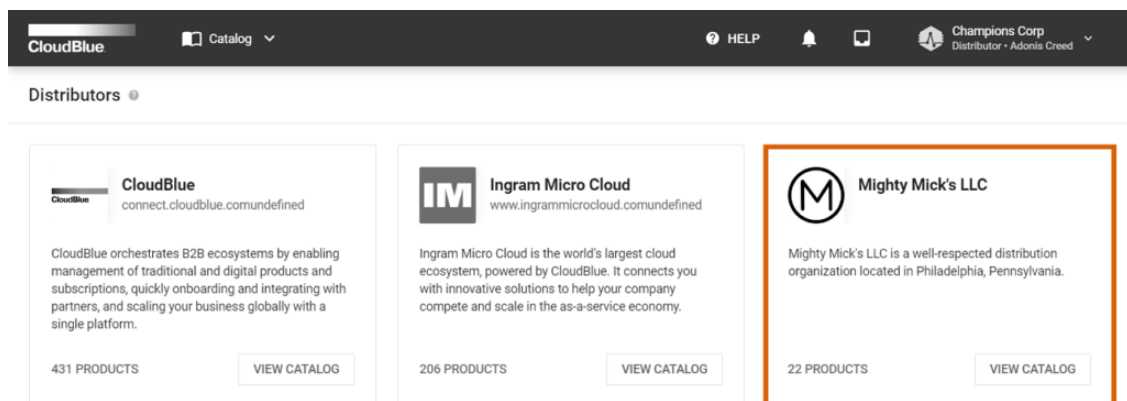 CloudBlue
Catalog
HELP
Champions Corp
Distributor • Adonis Creed
Distributors
CloudBlue
CloudBlue
connect.cloudblue.comundefined
CloudBlue orchestrates B2B ecosystems by enabling
management of traditional and digital products and
subscriptions, quickly onboarding and integrating with
partners, and scaling your business globally with a
single platform.
431 PRODUCTS
VIEW CATALOG
IM
Ingram Micro Cloud
www.ingrammicrocloud.comundefined
Ingram Micro Cloud is the world's largest cloud
ecosystem, powered by CloudBlue. It connects you
with innovative solutions to help your company
compete and scale in the as-a-service economy.
206 PRODUCTS
VIEW CATALOG
M
Mighty Mick's LLC
Mighty Mick's LLC is a well-respected distribution
organization located in Philadelphia, Pennsylvania.
22 PRODUCTS
VIEW CATALOG